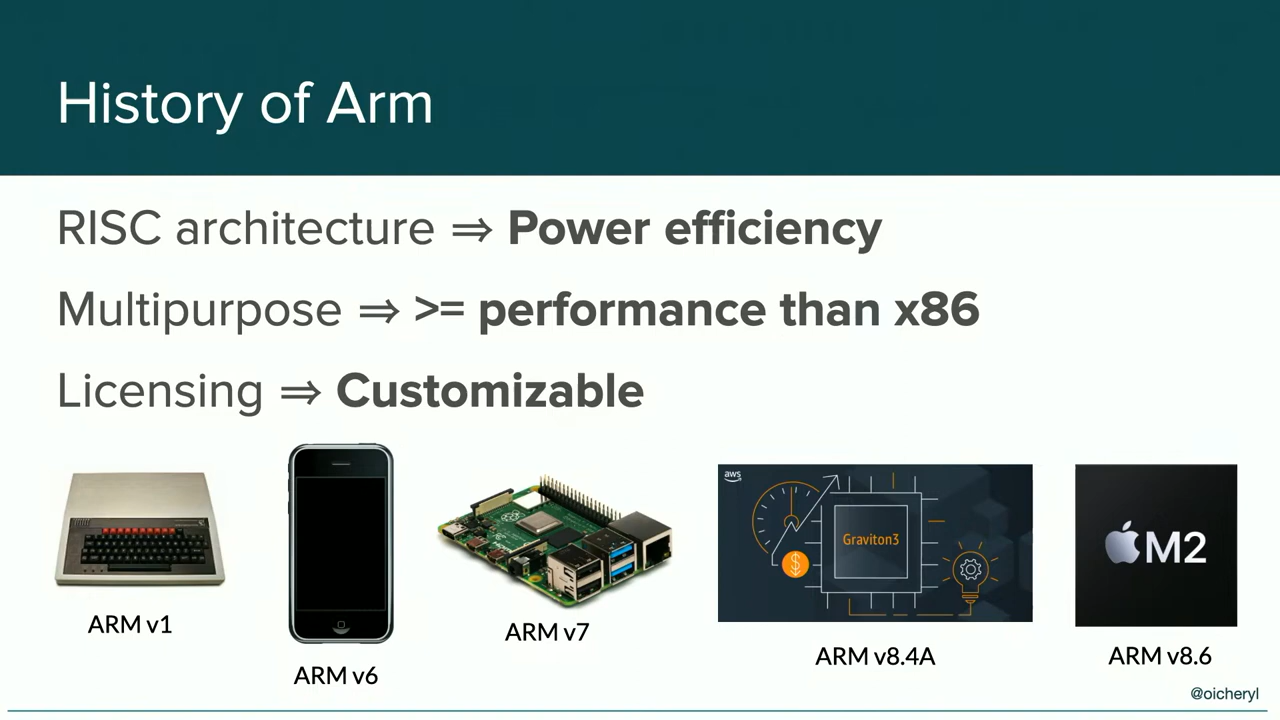 History of Arm
RISC architecture ⇒ Power efficiency
Multipurpose ⇒ >= performance than x86
Licensing ⇒ Customizable
aws
Graviton3
M2
ARM v1
ARM v6
ARM v7
ARM v8.4A
ARM v8.6
@oicheryl